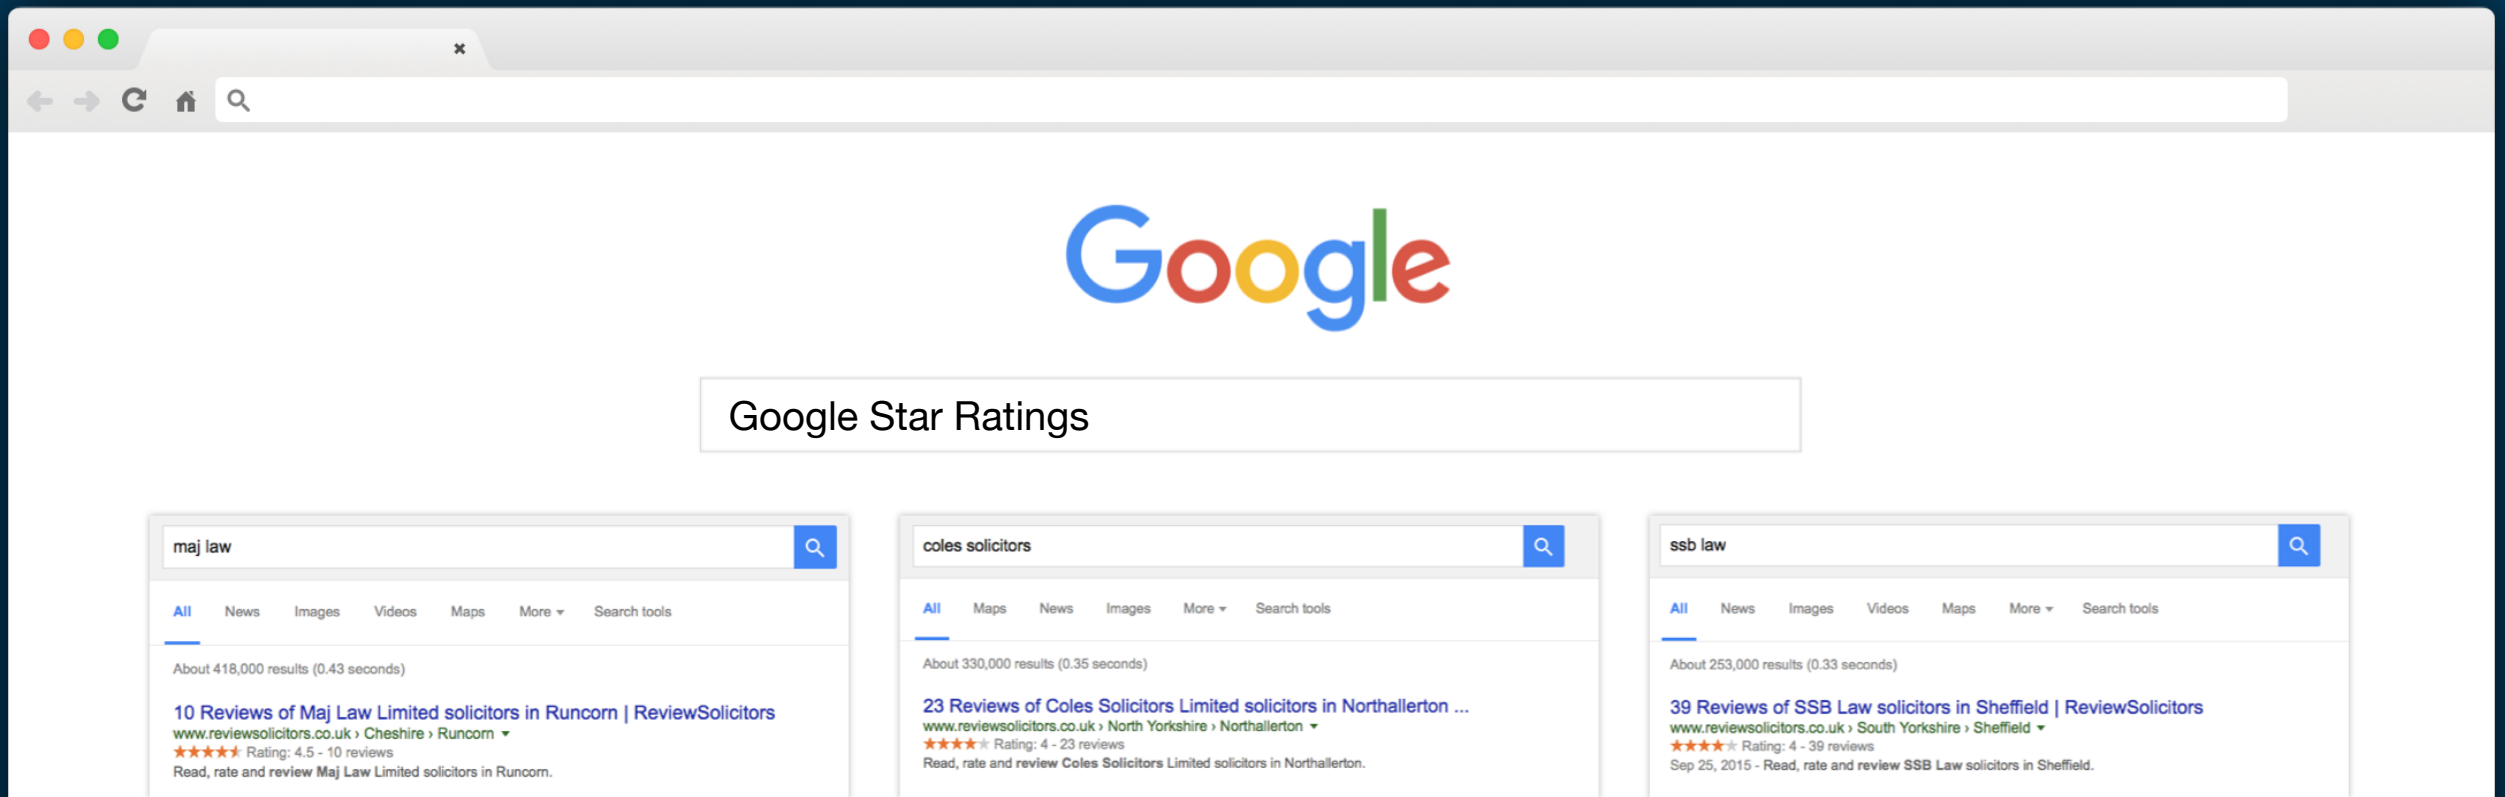 Google
Google Star Ratings
maj law
All News Images Videos Maps More Search tools
About 418,000 results (0.43 seconds)
10 Reviews of Maj Law Limited solicitors in Runcorn | ReviewSolicitors
www.reviewsolicitors.co.uk › Cheshire › Runcorn
Rating: 4.5 - 10 reviews
Read, rate and review Maj Law Limited solicitors in Runcorn.
coles solicitors
All Maps News Images More Search tools
About 330,000 results (0.35 seconds)
23 Reviews of Coles Solicitors Limited solicitors in Northallerton ...
www.reviewsolicitors.co.uk › North Yorkshire › Northallerton
Rating: 4 - 23 reviews
Read, rate and review Coles Solicitors Limited solicitors in Northallerton.
ssb law
All News Images Videos Maps More Search tools
About 253,000 results (0.33 seconds)
39 Reviews of SSB Law solicitors in Sheffield | ReviewSolicitors
www.reviewsolicitors.co.uk › South Yorkshire › Sheffield
Rating: 4 - 39 reviews
Sep 25, 2015 - Read, rate and review SSB Law solicitors in Sheffield.